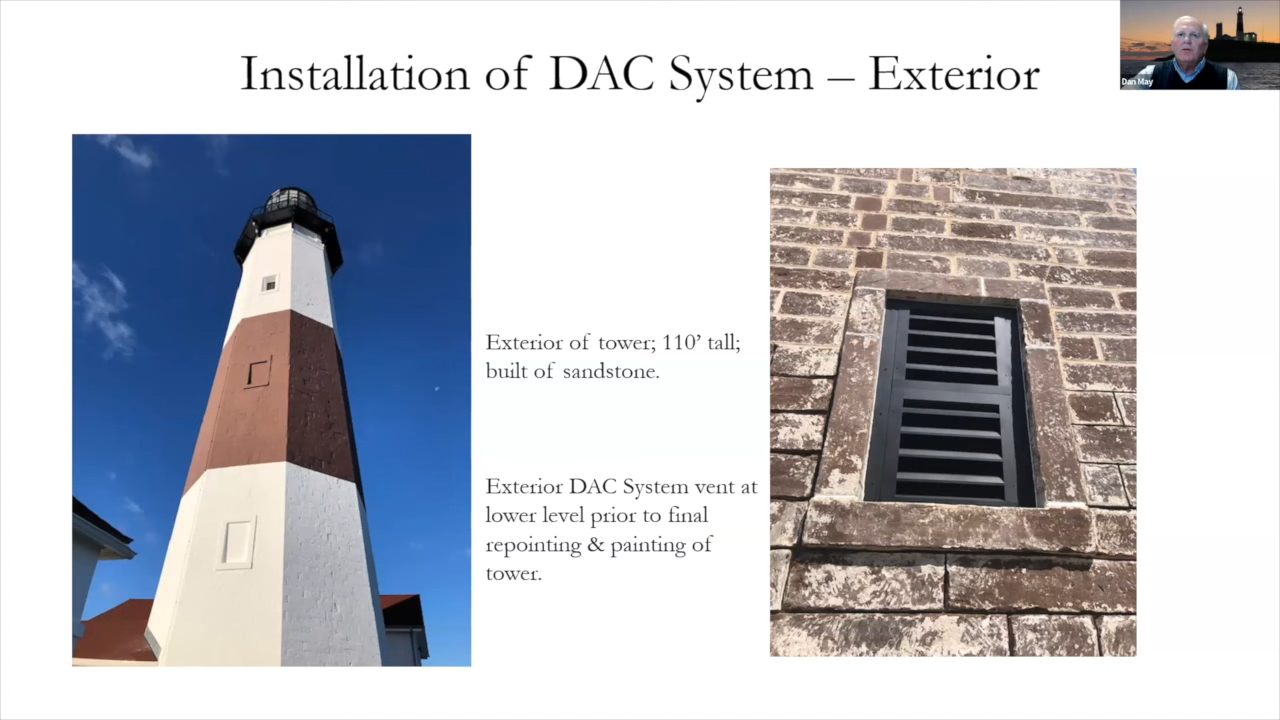 Installation of DAC System – Exterior
Dan May
Exterior of tower; 110’ tall;
built of sandstone.
Exterior DAC System vent at
lower level prior to final
repointing & painting of
tower.